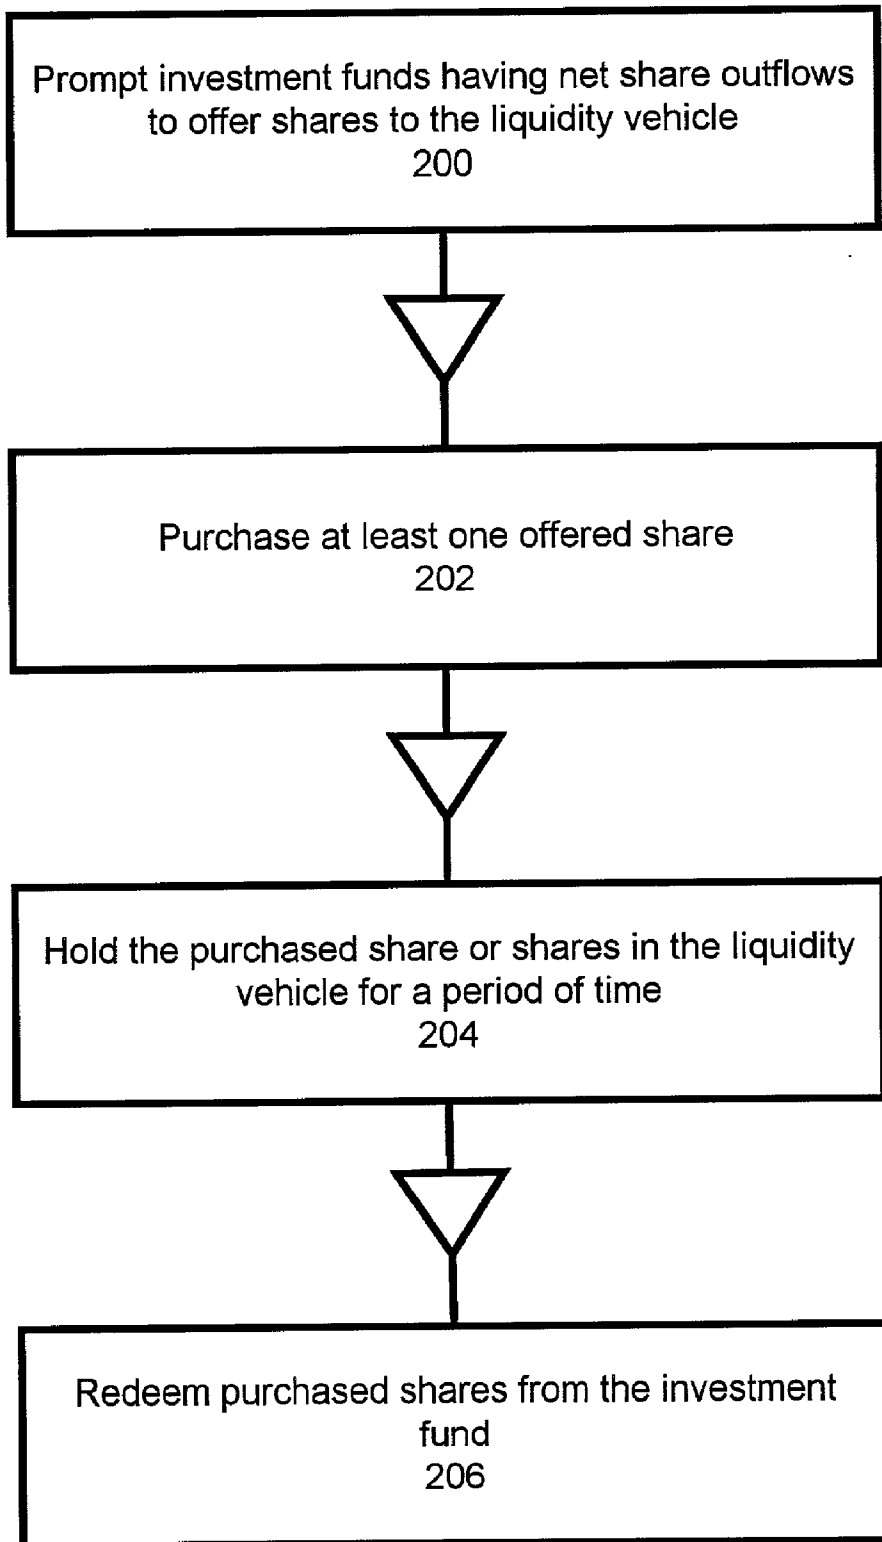 Prompt investment funds having net share outflows
to offer shares to the liquidity vehicle
200
Purchase at least one offered share
202
Hold the purchased share or shares in the liquidity
vehicle for a period of time
204
Redeem purchased shares from the investment
fund
206